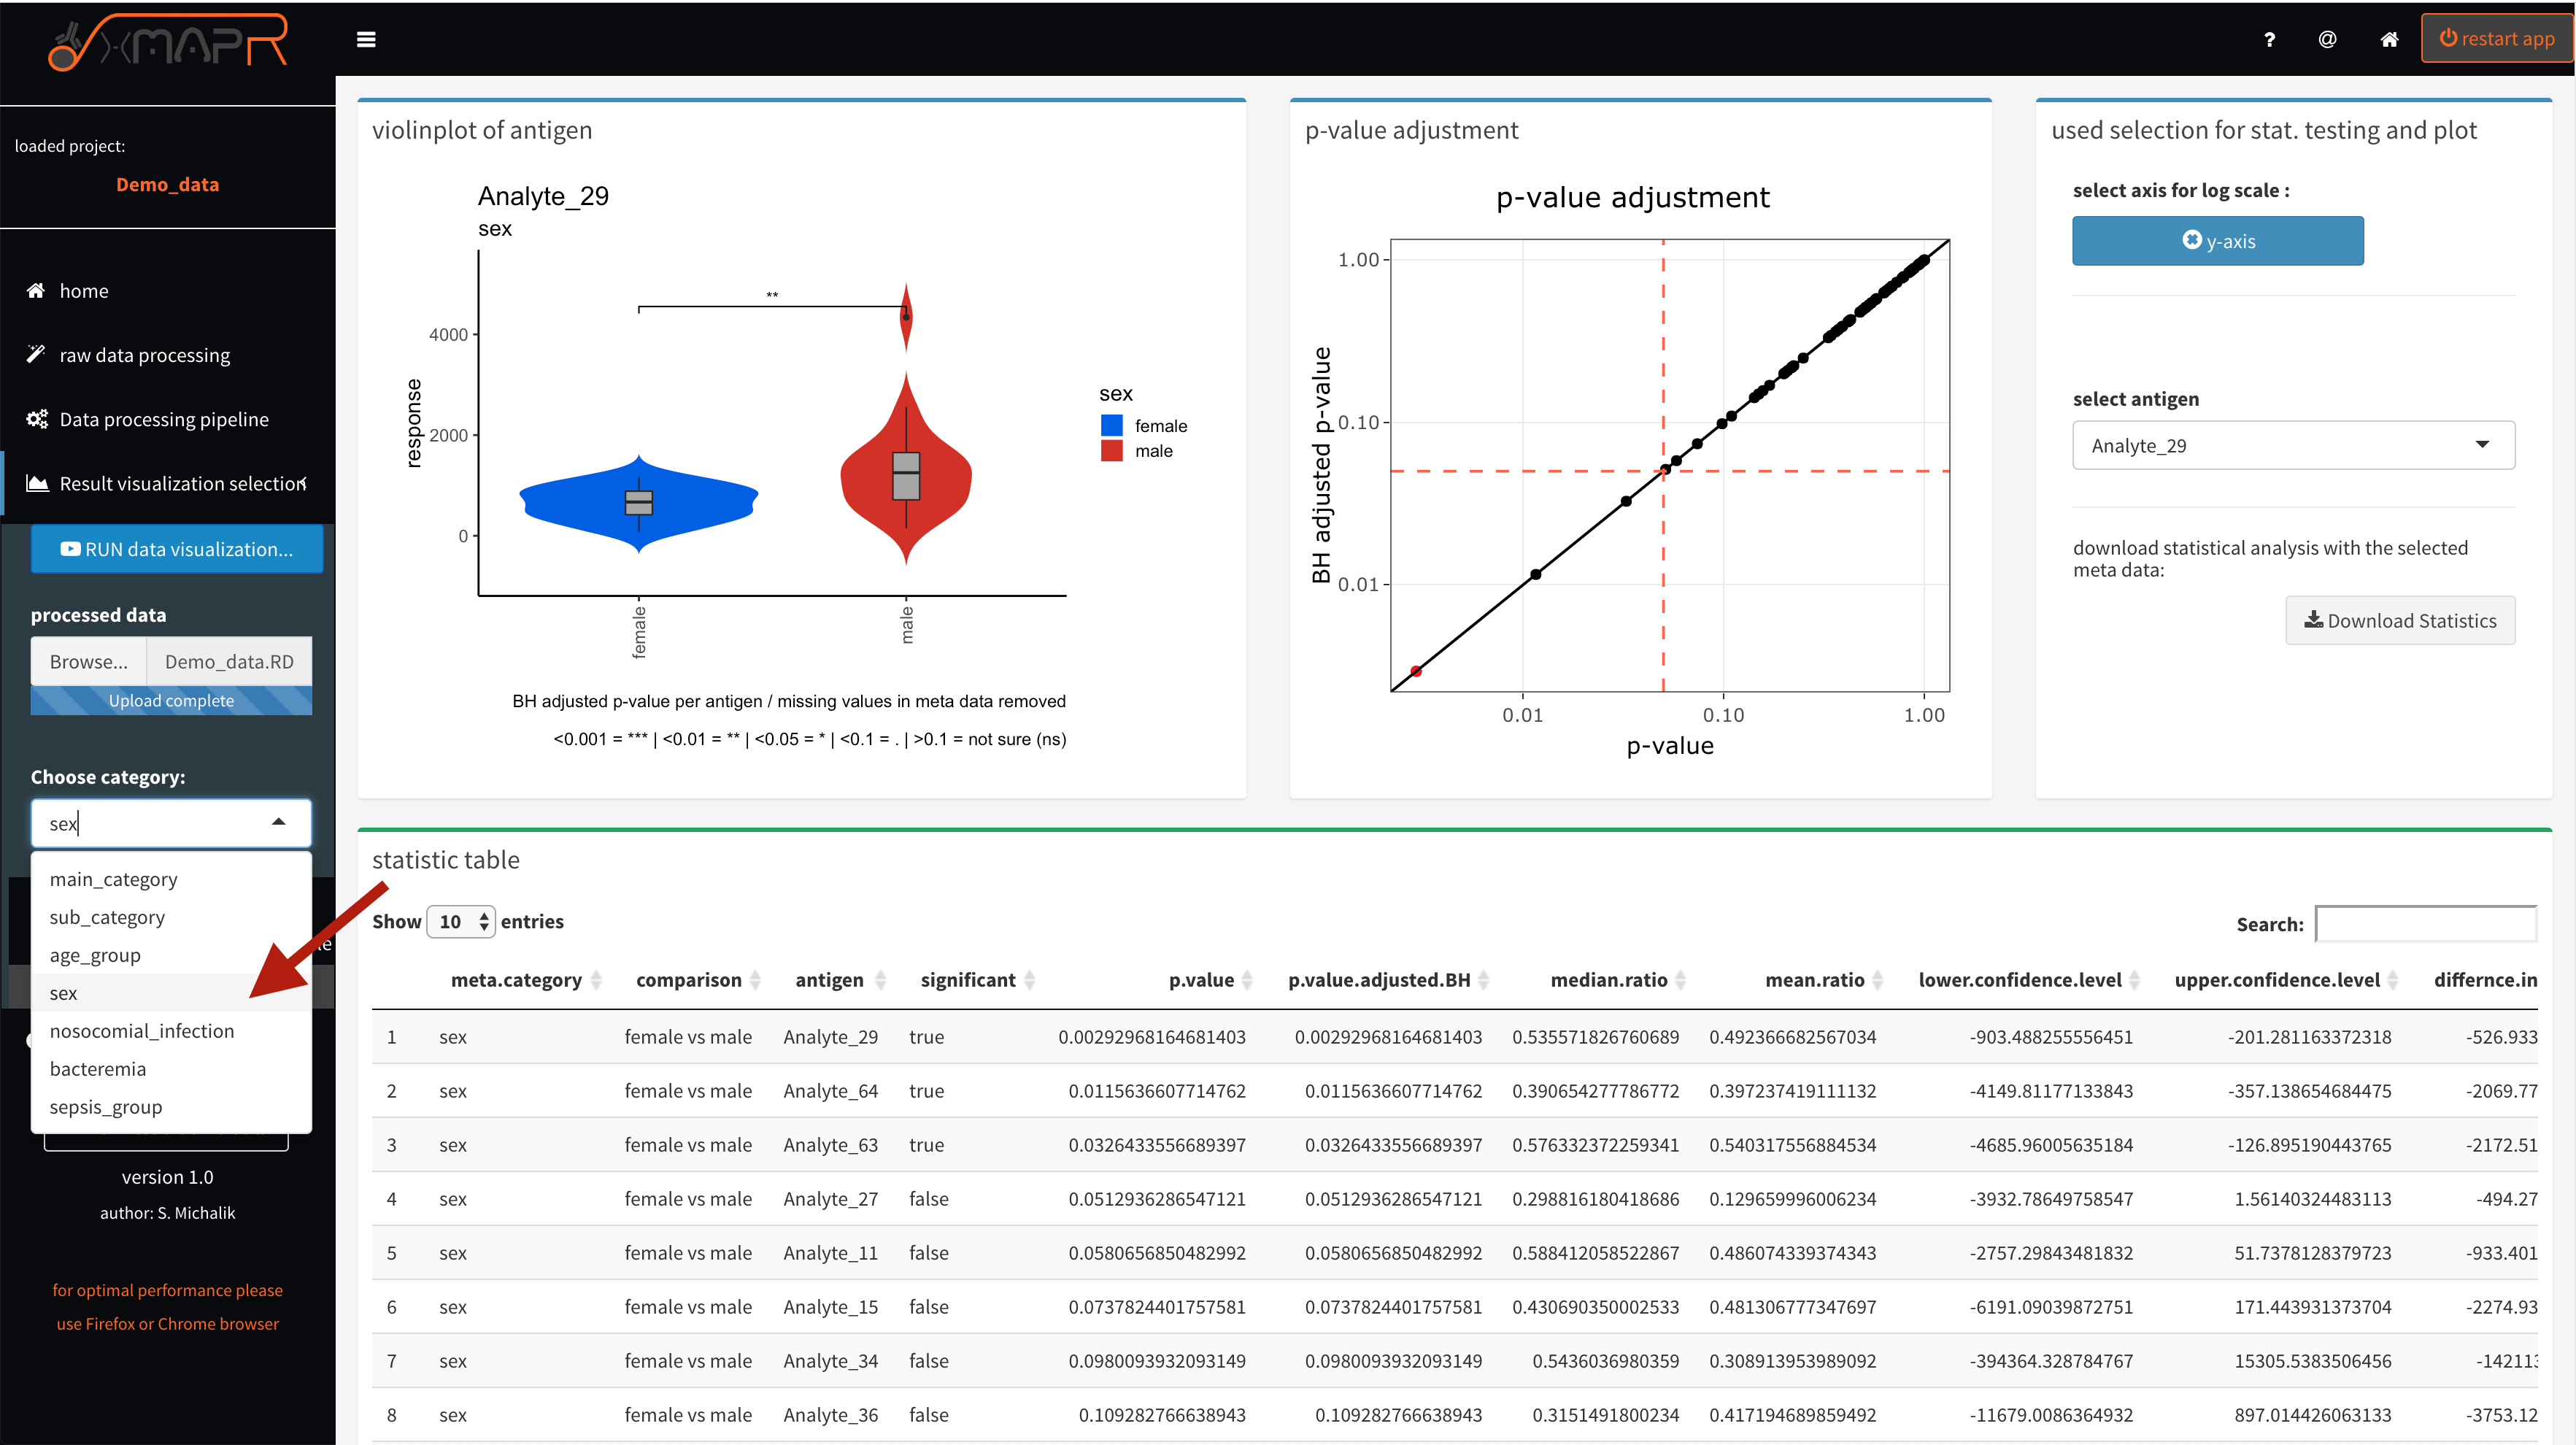 xMAPR
? @ restart app
loaded project:
Demo_data
home
raw data processing
Data processing pipeline
Result visualization selection
RUN data visualization...
processed data
Browse... Demo_data.RD
Upload complete
Choose category:
sex
main_category
sub_category
age_group
sex
nosocomial_infection
bacteremia
sepsis_group
version 1.0
author: S. Michalik
for optimal performance please
use Firefox or Chrome browser
violinplot of antigen
Analyte_29
sex
**
4000
2000
0
response
female
male
sex
female
male
BH adjusted p-value per antigen / missing values in meta data removed
<0.001 = *** | <0.01 = ** | <0.05 = * | <0.1 = . | >0.1 = not sure (ns)
p-value adjustment
p-value adjustment
1.00
0.10
0.01
BH adjusted p-value
0.01 0.10 1.00
p-value
used selection for stat. testing and plot
select axis for log scale :
y-axis
select antigen
Analyte_29
download statistical analysis with the selected
meta data:
Download Statistics
statistic table
Show 10 entries
Search:
meta.category comparison antigen significant p.value p.value.adjusted.BH median.ratio mean.ratio lower.confidence.level upper.confidence.level differnce.in
1 sex female vs male Analyte_29 true 0.00292968164681403 0.00292968164681403 0.535571826760689 0.492366682567034 -903.488255556451 -201.281163372318 -526.933
2 sex female vs male Analyte_64 true 0.0115636607714762 0.0115636607714762 0.390654277786772 0.397237419111132 -4149.81177133843 -357.138654684475 -2069.77
3 sex female vs male Analyte_63 true 0.0326433556689397 0.0326433556689397 0.576332372259341 0.540317556884534 -4685.96005635184 -126.895190443765 -2172.51
4 sex female vs male Analyte_27 false 0.0512936286547121 0.0512936286547121 0.298816180418686 0.129659996006234 -3932.78649758547 1.56140324483113 -494.27
5 sex female vs male Analyte_11 false 0.0580656850482992 0.0580656850482992 0.588412058522867 0.486074339374343 -2757.29843481832 51.7378128379723 -933.401
6 sex female vs male Analyte_15 false 0.0737824401757581 0.0737824401757581 0.430690350002533 0.481306777347697 -6191.09039872751 171.443931373704 -2274.93
7 sex female vs male Analyte_34 false 0.0980093932093149 0.0980093932093149 0.5436036980359 0.308913953989092 -394364.328784767 15305.5383506456 -142113
8 sex female vs male Analyte_36 false 0.109282766638943 0.109282766638943 0.3151491800234 0.417194689859492 -11679.0086364932 897.014426063133 -3753.12